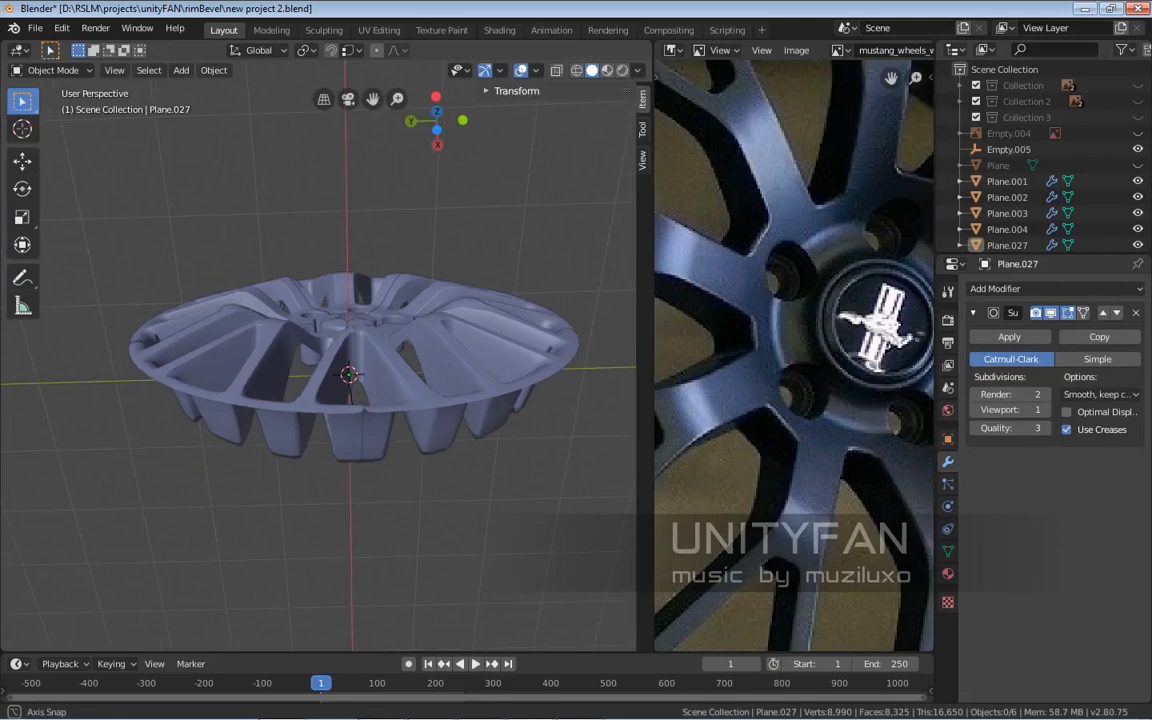 Blender* [D:\RSLM\projects\unityFAN\rimBevel\new project 2.blend]
File Edit Render Window Help Layout Modeling Sculpting UV Editing Texture Paint Shading Animation Rendering Compositing Scripting + Scene View Layer
Global View View Image mustang_wheels_w
Object Mode View Select Add Object
User Perspective
(1) Scene Collection | Plane.027
Transform
Item
Tool
View
Z
Y
X
Scene Collection
Collection 2
Collection 2 2
Collection 3
Empty.004
Empty.005
Plane
Plane.001
Plane.002
Plane.003
Plane.004
Plane.027
Plane.027
Add Modifier
Su
Apply Copy
Catmull-Clark Simple
Subdivisions: Options:
Render: 2 Smooth, keep c..
Viewport: 1 Optimal Displ..
Quality: 3 Use Creases
UNITYFAN
music by muziluxo
Playback Keying View Marker 1 Start: 1 End: 250
-500 -400 -300 -200 -100 1 100 200 300 400 500 600 700 800 900 1000
Axis Snap Scene Collection | Plane.027 | Verts:8,990 | Faces:8,325 | Tris:16,650 | Objects:0/6 | Mem: 58.7 MB | v2.80.75